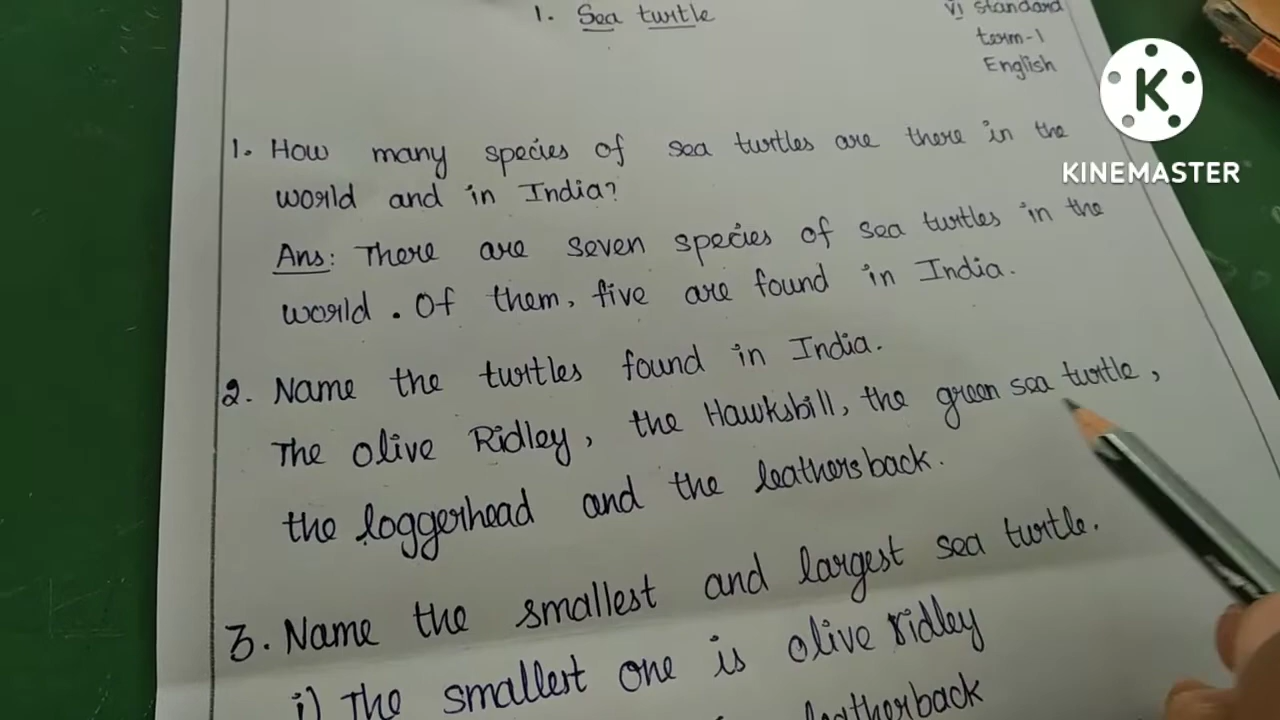 1. Sea turtle
VI standard
term-1
English
K
KINEMASTER
1. How many species of sea turtles are there in the
world and in India?
Ans: There are seven species of sea turtles in the
world. Of them, five are found in India.
2. Name the turtles found in India.
The olive Ridley, the Hawksbill, the green sea turtle,
the loggerhead and the leathersback.
3. Name the smallest and largest sea turtle.
i) The smallest one is olive ridley
leatherback